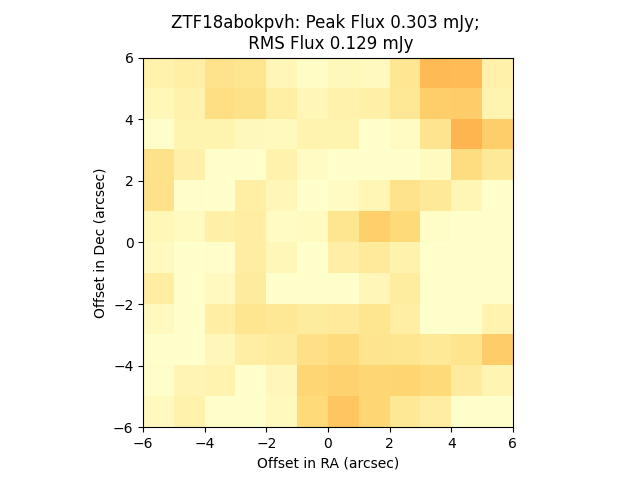 ZTF18abokpvh: Peak Flux 0.303 mJy;
RMS Flux 0.129 mJy
6
4
2
0
−2
−4
−6
Offset in Dec (arcsec)
−6 −4 −2 0 2 4 6
Offset in RA (arcsec)